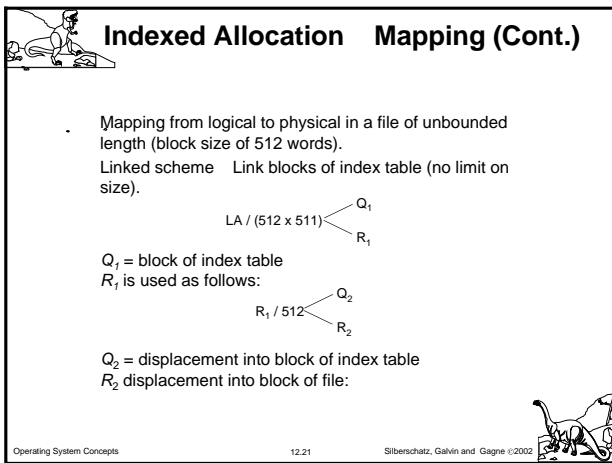 Indexed Allocation Mapping (Cont.)
Mapping from logical to physical in a file of unbounded
length (block size of 512 words).
Linked scheme Link blocks of index table (no limit on
size).
Q₁
LA / (512 x 511)
R₁
Q₁ = block of index table
R₁ is used as follows:
Q₂
R₁ / 512
R₂
Q₂ = displacement into block of index table
R₂ displacement into block of file:
Operating System Concepts 12.21 Silberschatz, Galvin and Gagne ©2002